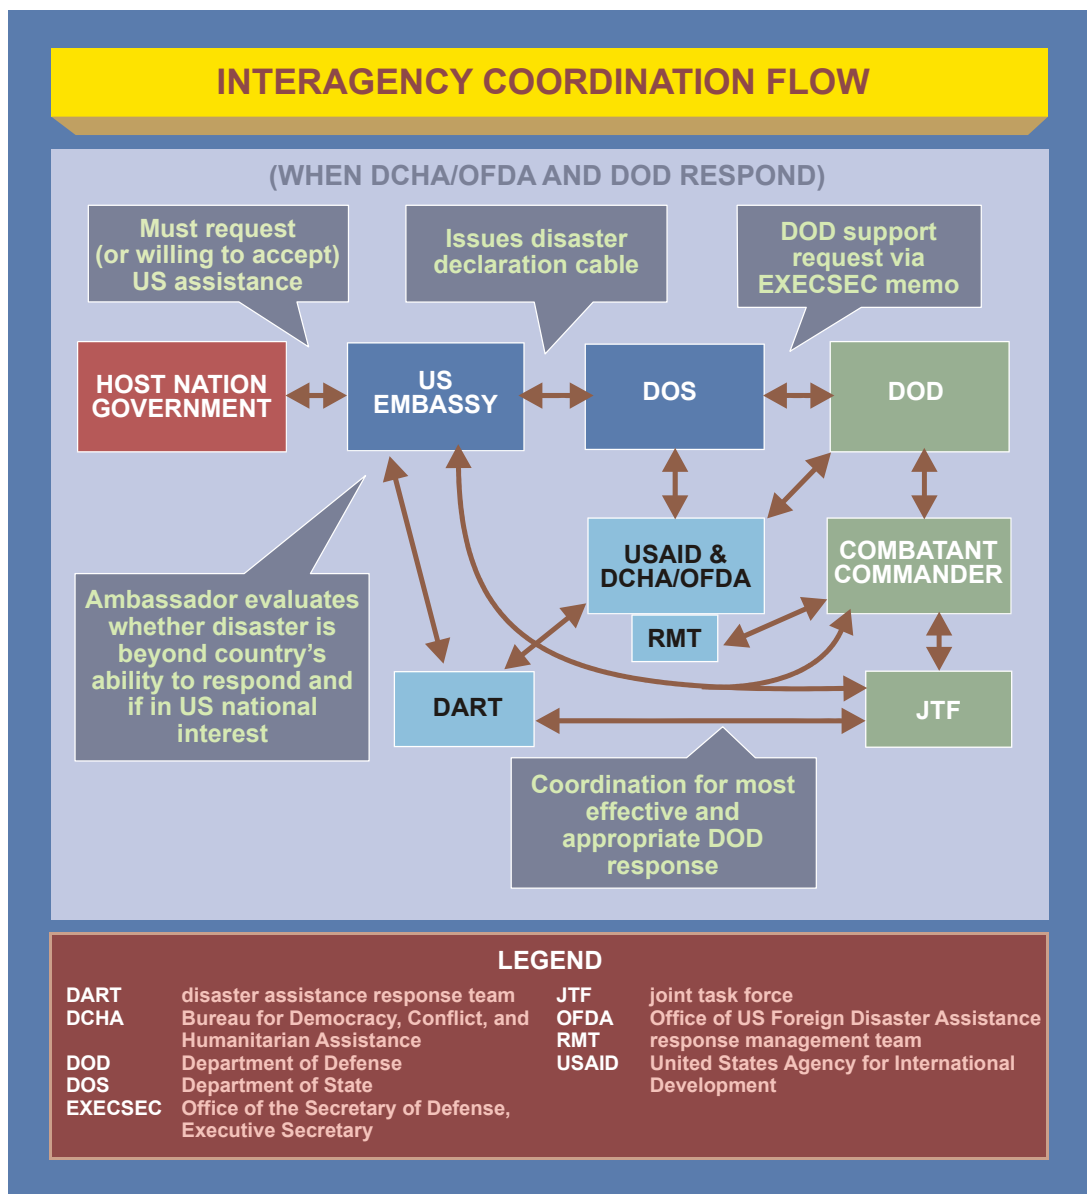 INTERAGENCY COORDINATION FLOW
(WHEN DCHA/OFDA AND DOD RESPOND)
Must request
(or willing to accept)
US assistance
Issues disaster
declaration cable
DOD support
request via
EXECSEC memo
HOST NATION
GOVERNMENT
US
EMBASSY
DOS
DOD
USAID &
DCHA/OFDA
COMBATANT
COMMANDER
RMT
Ambassador evaluates
whether disaster is
beyond country’s
ability to respond and
if in US national
interest
DART
JTF
Coordination for most
effective and
appropriate DOD
response
LEGEND
DART disaster assistance response team
DCHA Bureau for Democracy, Conflict, and
Humanitarian Assistance
DOD Department of Defense
DOS Department of State
EXECSEC Office of the Secretary of Defense,
Executive Secretary
JTF joint task force
OFDA Office of US Foreign Disaster Assistance
RMT response management team
USAID United States Agency for International
Development